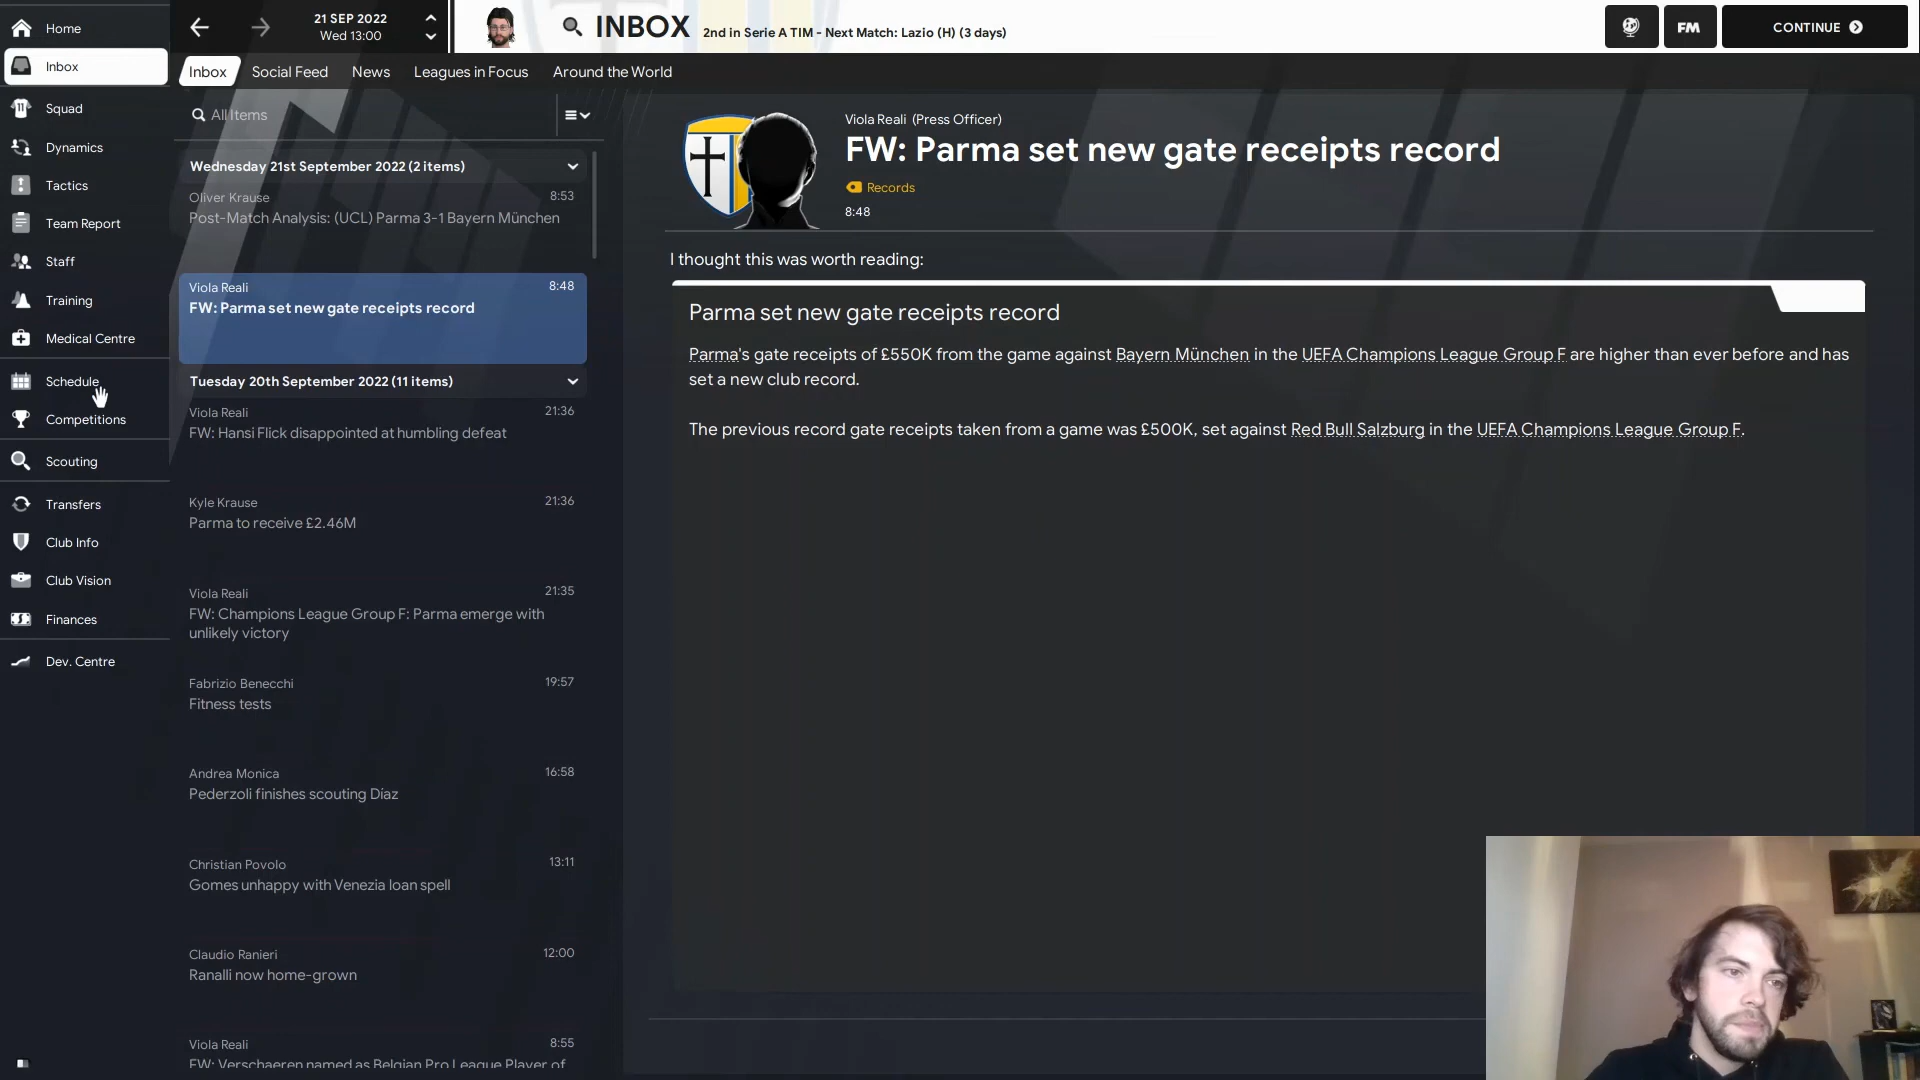 Home
Inbox
Squad
Dynamics
Tactics
Team Report
Staff
Training
Medical Centre
Schedule
Competitions
Scouting
Transfers
Club Info
Club Vision
Finances
Dev. Centre
21 SEP 2022
Wed 13:00
INBOX
2nd in Serie A TIM - Next Match: Lazio (H) (3 days)
FM
CONTINUE
Inbox
Social Feed
News
Leagues in Focus
Around the World
All Items
Wednesday 21st September 2022 (2 items)
Oliver Krause 8:53
Post-Match Analysis: (UCL) Parma 3-1 Bayern München
Viola Reali 8:48
FW: Parma set new gate receipts record
Tuesday 20th September 2022 (11 items)
Viola Reali 21:36
FW: Hansi Flick disappointed at humbling defeat
Kyle Krause 21:36
Parma to receive £2.46M
Viola Reali 21:35
FW: Champions League Group F: Parma emerge with
unlikely victory
Fabrizio Benecchi 19:57
Fitness tests
Andrea Monica 16:58
Pederzoli finishes scouting Díaz
Christian Povolo 13:11
Gomes unhappy with Venezia loan spell
Claudio Ranieri 12:00
Ranalli now home-grown
Viola Reali 8:55
FW: Verschaeren named as Belgian Pro League Player of
Viola Reali (Press Officer)
FW: Parma set new gate receipts record
Records
8:48
I thought this was worth reading:
Parma set new gate receipts record
Parma's gate receipts of £550K from the game against Bayern München in the UEFA Champions League Group F are higher than ever before and has
set a new club record.
The previous record gate receipts taken from a game was £500K, set against Red Bull Salzburg in the UEFA Champions League Group F.